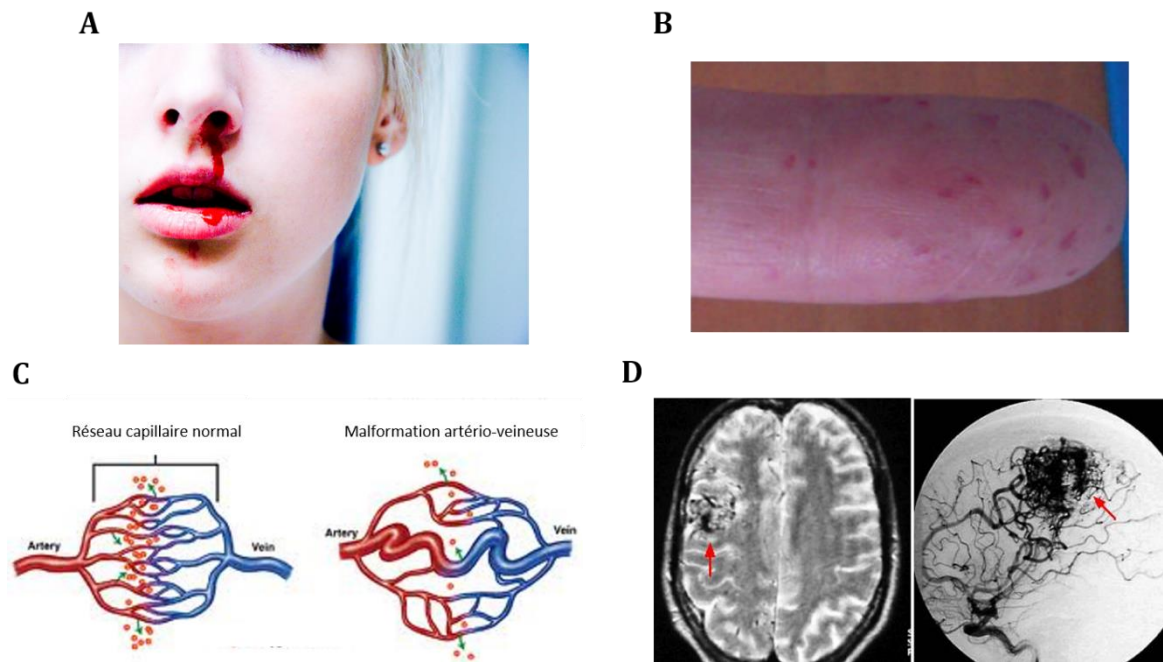 A
B
C
Réseau capillaire normal
Malformation artério-veineuse
Artery
Vein
Artery
Vein
D